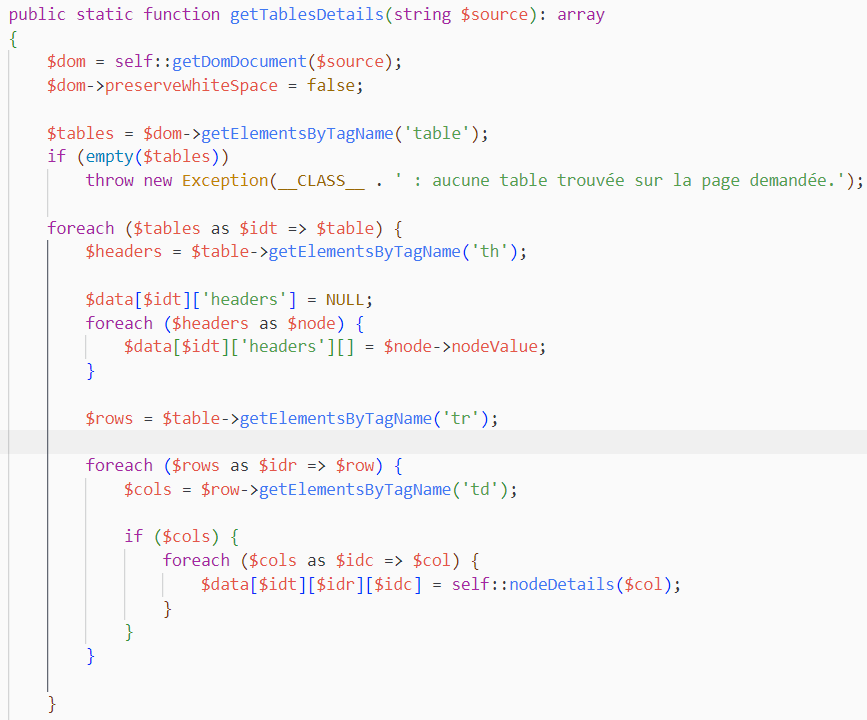 public static function getTablesDetails(string $source): array
{
$dom = self::getDomDocument($source);
$dom->preserveWhiteSpace = false;
$tables = $dom->getElementsByTagName('table');
if (empty($tables))
throw new Exception(__CLASS__ . ' : aucune table trouvée sur la page demandée.');
foreach ($tables as $idt => $table) {
$headers = $table->getElementsByTagName('th');
$data[$idt]['headers'] = NULL;
foreach ($headers as $node) {
$data[$idt]['headers'][] = $node->nodeValue;
}
$rows = $table->getElementsByTagName('tr');
foreach ($rows as $idr => $row) {
$cols = $row->getElementsByTagName('td');
if ($cols) {
foreach ($cols as $idc => $col) {
$data[$idt][$idr][$idc] = self::nodeDetails($col);
}
}
}
}